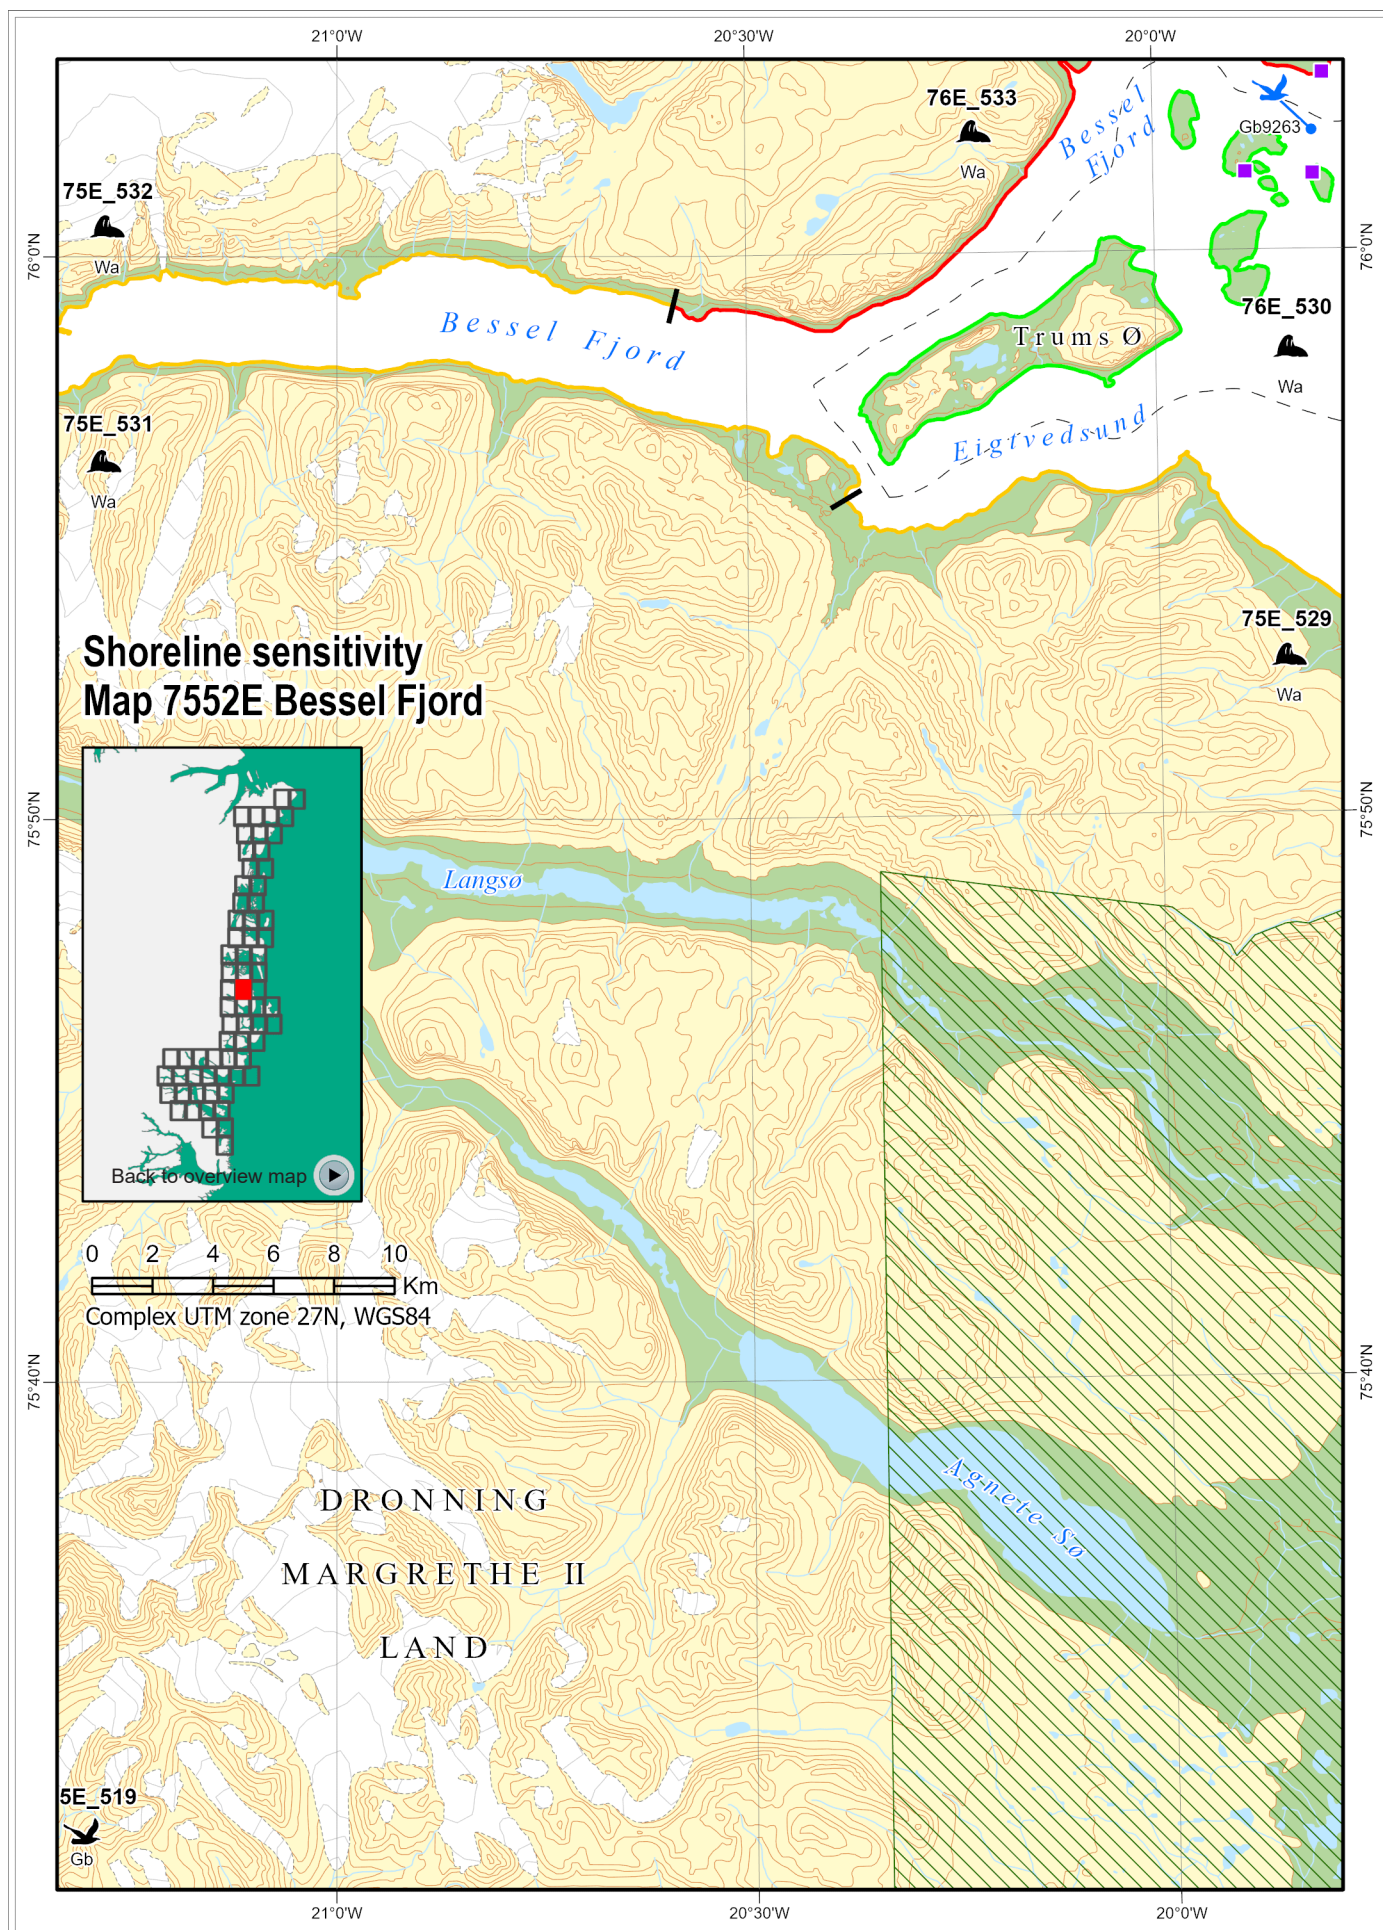 21°0'W
20°30'W
20°0'W
76E_533
Wa
Bessel
Fjord
Gb9263
75E_532
Wa
76°0'N
76°0'N
Bessel Fjord
Trums Ø
76E_530
Wa
Eigtvedsund
75E_531
Wa
75E_529
Wa
Shoreline sensitivity
Map 7552E Bessel Fjord
75°50'N
75°50'N
Langsø
Back to overview map
0 2 4 6 8 10
Km
Complex UTM zone 27N, WGS84
75°40'N
75°40'N
Agnete Sø
DRONNING
MARGRETHE II
LAND
5E_519
Gb
21°0'W
20°30'W
20°0'W